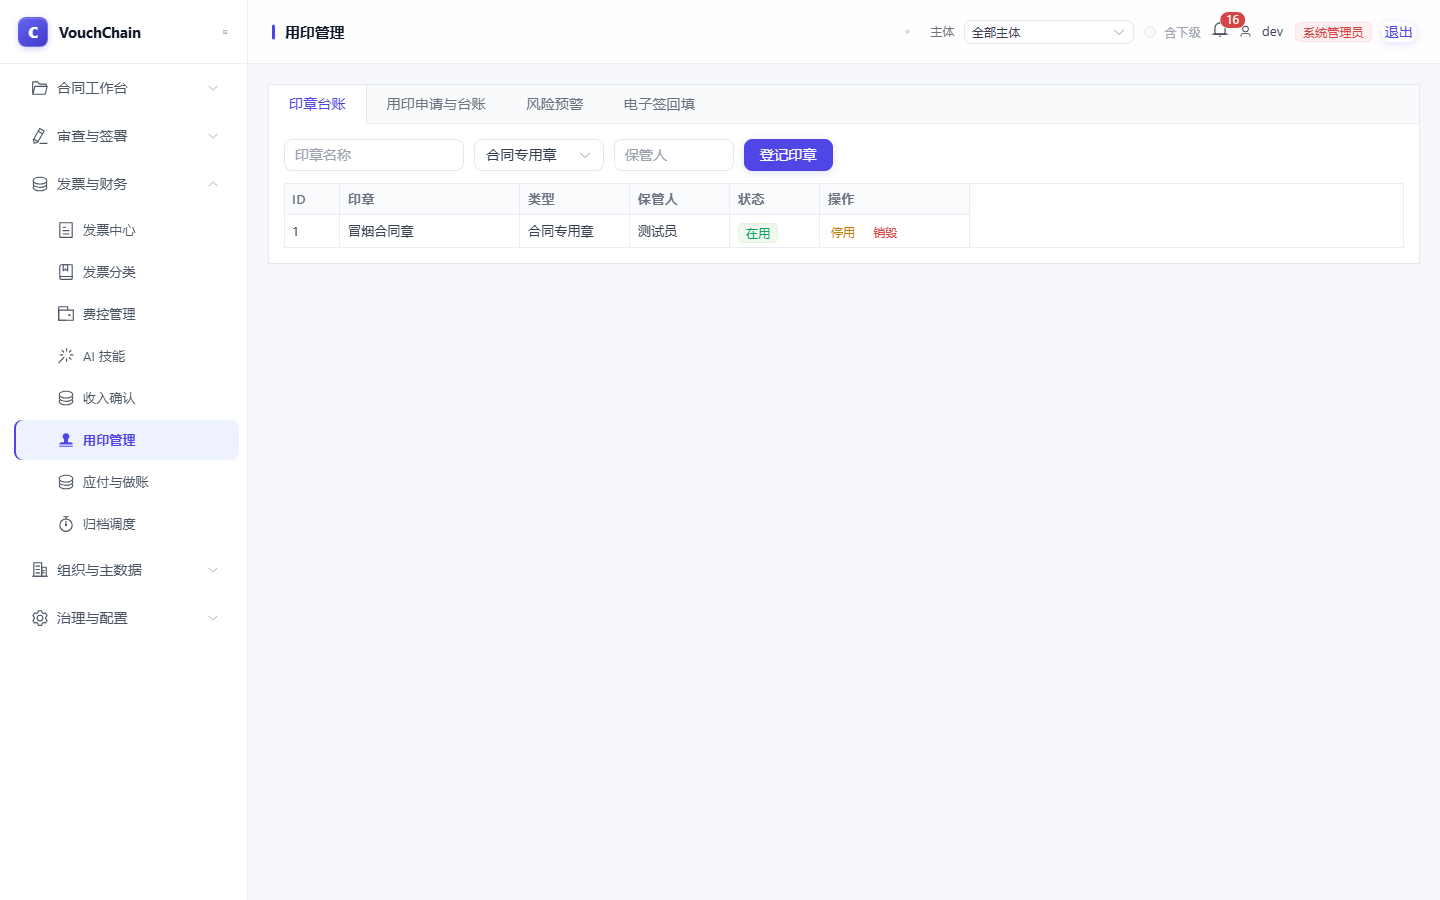 C VouchChain
用印管理
主体 全部主体 含下级 16 dev 系统管理员 退出
合同工作台
审查与签署
发票与财务
发票中心
发票分类
费控管理
AI 技能
收入确认
用印管理
应付与做账
归档调度
组织与主数据
治理与配置
印章台账 用印申请与台账 风险预警 电子签回填
印章名称 合同专用章 保管人 登记印章
ID 印章 类型 保管人 状态 操作
1 冒烟合同章 合同专用章 测试员 在用 停用 销毁